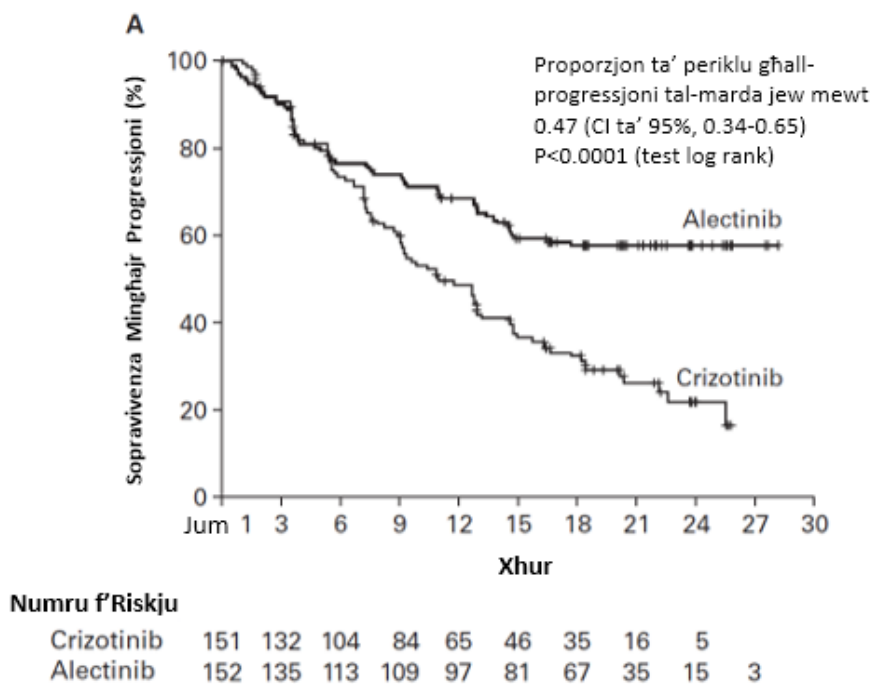 A
Proporzjon ta’ periklu għall-
progressjoni tal-marda jew mewt
0.47 (CI ta’ 95%, 0.34-0.65)
P<0.0001 (test log rank)
Sopravivenza Mingħajr Progressjoni (%)
100
80
60
40
20
0
Alectinib
Crizotinib
Jum 1 3 6 9 12 15 18 21 24 27 30
Xhur
Numru f’Riskju
Crizotinib 151 132 104 84 65 46 35 16 5
Alectinib 152 135 113 109 97 81 67 35 15 3